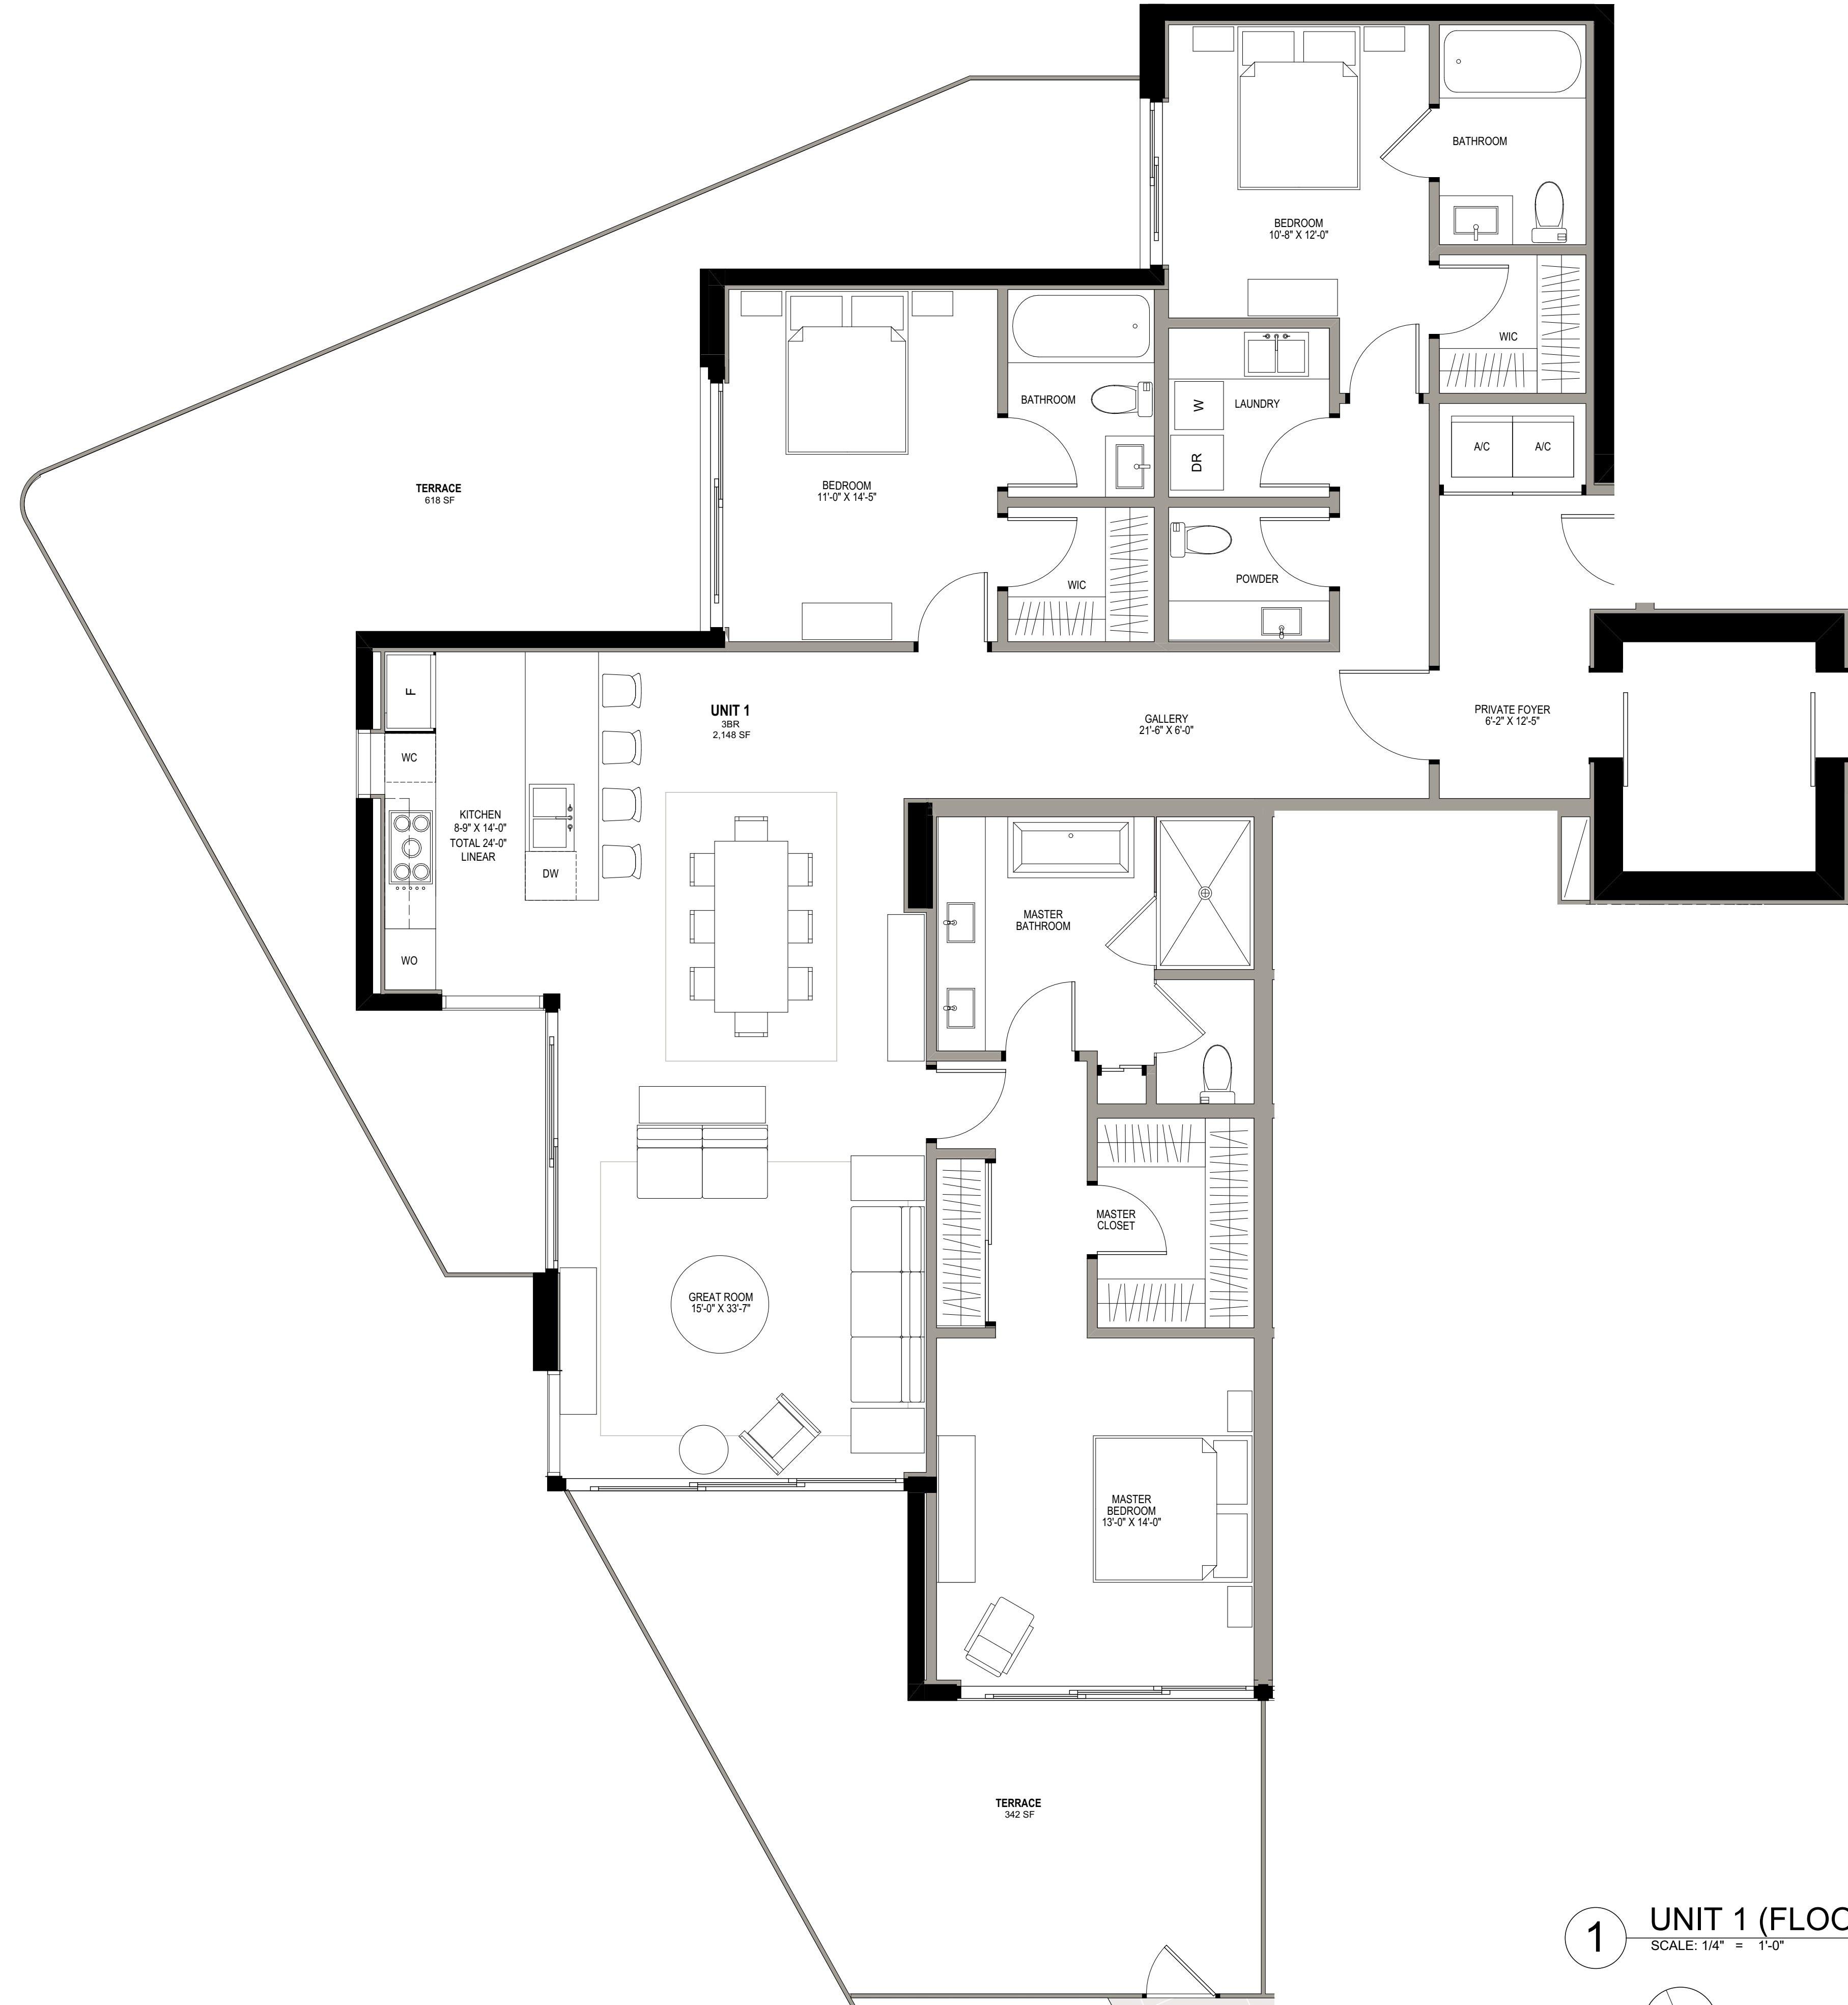 BATHROOM
BEDROOM
10'-8" X 12'-0"
WIC
BATHROOM
W
LAUNDRY
A/C
A/C
DR
TERRACE
618 SF
BEDROOM
11'-0" X 14'-5"
WIC
POWDER
F
UNIT 1
3BR
2,148 SF
GALLERY
21'-6" X 6'-0"
PRIVATE FOYER
6'-2" X 12'-5"
WC
KITCHEN
8-9" X 14'-0"
TOTAL 24'-0"
LINEAR
DW
MASTER
BATHROOM
WO
MASTER
CLOSET
GREAT ROOM
15'-0" X 33'-7"
MASTER
BEDROOM
13'-0" X 14'-0"
TERRACE
342 SF
1
UNIT 1 (FLOO
SCALE: 1/4" = 1'-0"